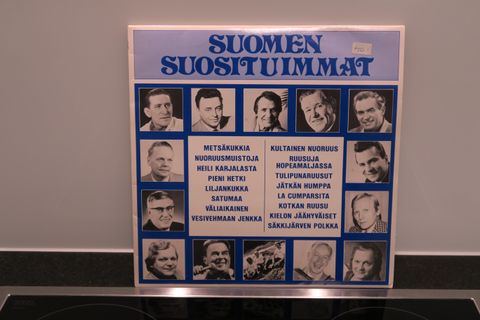 SUOMEN
SUOSITUIMMAT
METSÄKUKKIA
NUORUUSMUISTOJA
HEILI KARJALASTA
PIENI HETKI
LILJANKUKKA
SATUMAA
VÄLIAIKAINEN
VESIVEHMAAN JENKKA
KULTAINEN NUORUUS
RUUSUJA
HOPEAMALJASSA
TULIPUNARUUSUT
JÄTKÄN HUMPPA
LA CUMPARSITA
KOTKAN RUUSU
KIELON JÄÄHYVÄISET
SÄKKIJÄRVEN POLKKA